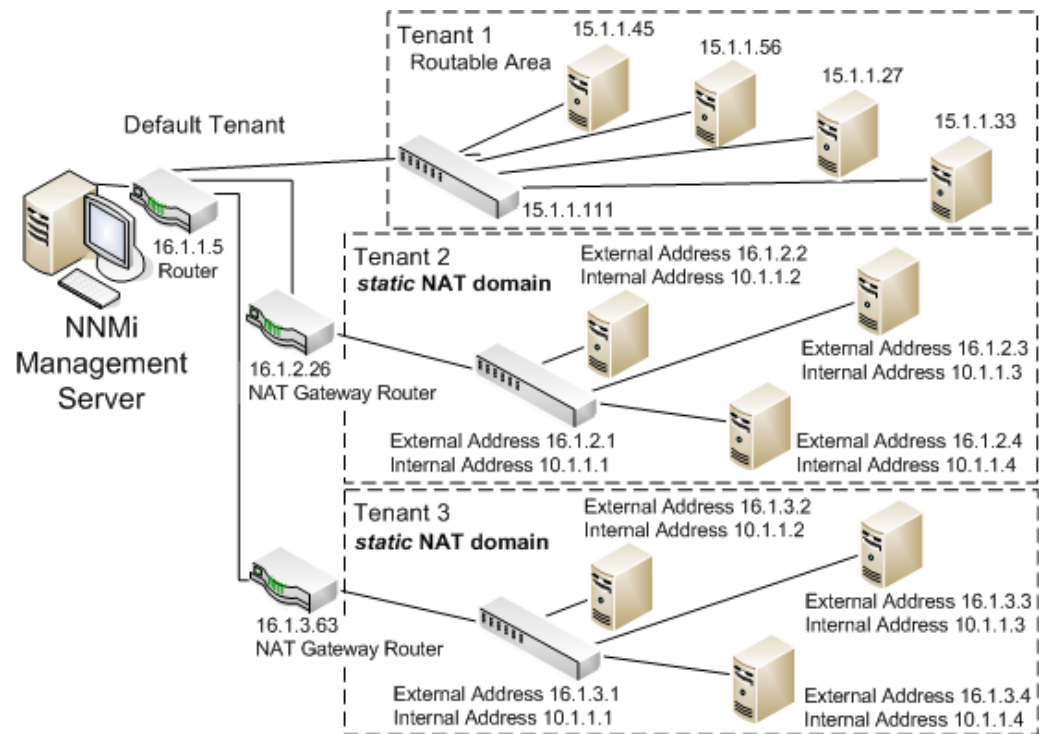 Tenant 1
Routable Area
15.1.1.45
15.1.1.56
15.1.1.27
15.1.1.33
15.1.1.111
Default Tenant
16.1.1.5
Router
NNMi
Management
Server
Tenant 2
static NAT domain
External Address 16.1.2.2
Internal Address 10.1.1.2
External Address 16.1.2.3
Internal Address 10.1.1.3
16.1.2.26
NAT Gateway Router
External Address 16.1.2.1
Internal Address 10.1.1.1
External Address 16.1.2.4
Internal Address 10.1.1.4
Tenant 3
static NAT domain
External Address 16.1.3.2
Internal Address 10.1.1.2
External Address 16.1.3.3
Internal Address 10.1.1.3
16.1.3.63
NAT Gateway Router
External Address 16.1.3.1
Internal Address 10.1.1.1
External Address 16.1.3.4
Internal Address 10.1.1.4